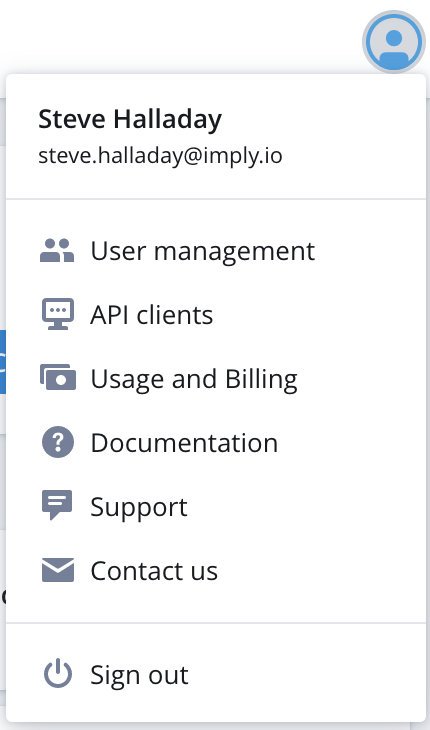 Steve Halladay
steve.halladay@imply.io
User management
API clients
Usage and Billing
Documentation
Support
Contact us
Sign out